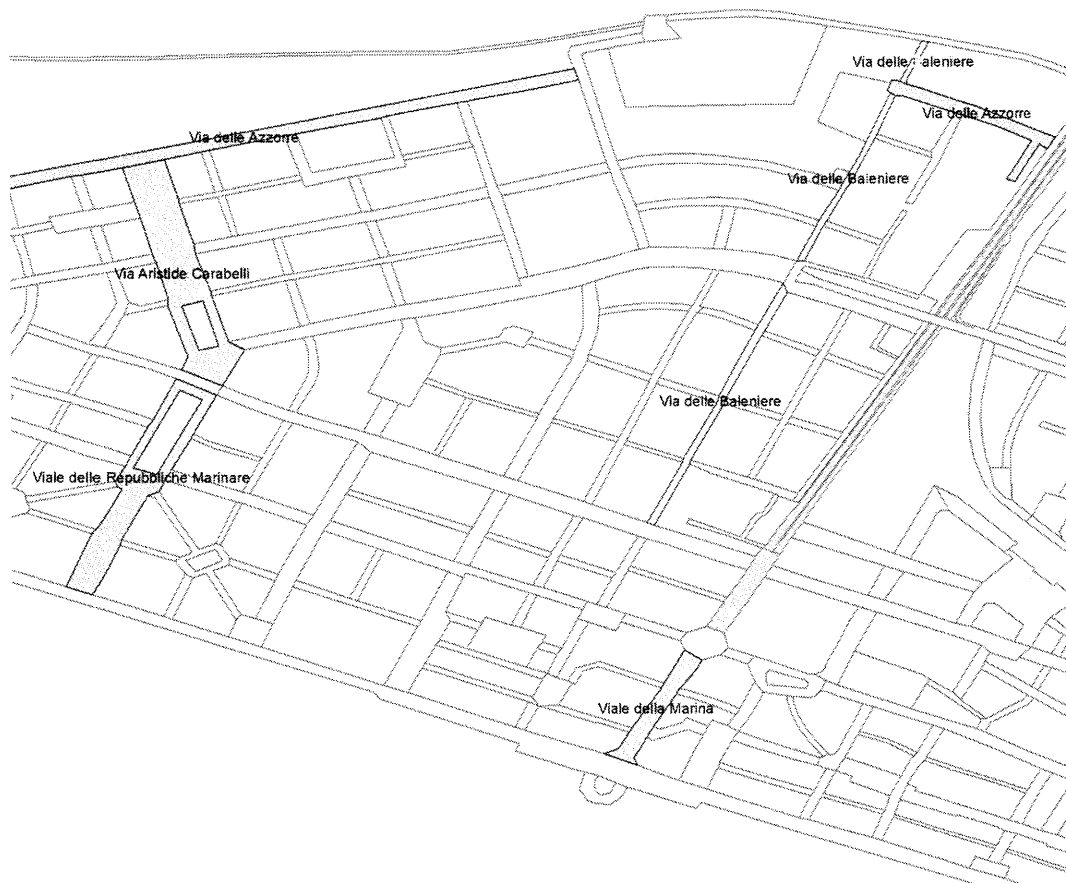 Via delle Baleniere
Via delle Azzorre
Via delle Azzorre
Via delle Baleniere
Via Aristide Carabelli
Via delle Baleniere
Viale delle Repubbliche Marinare
Viale della Marina